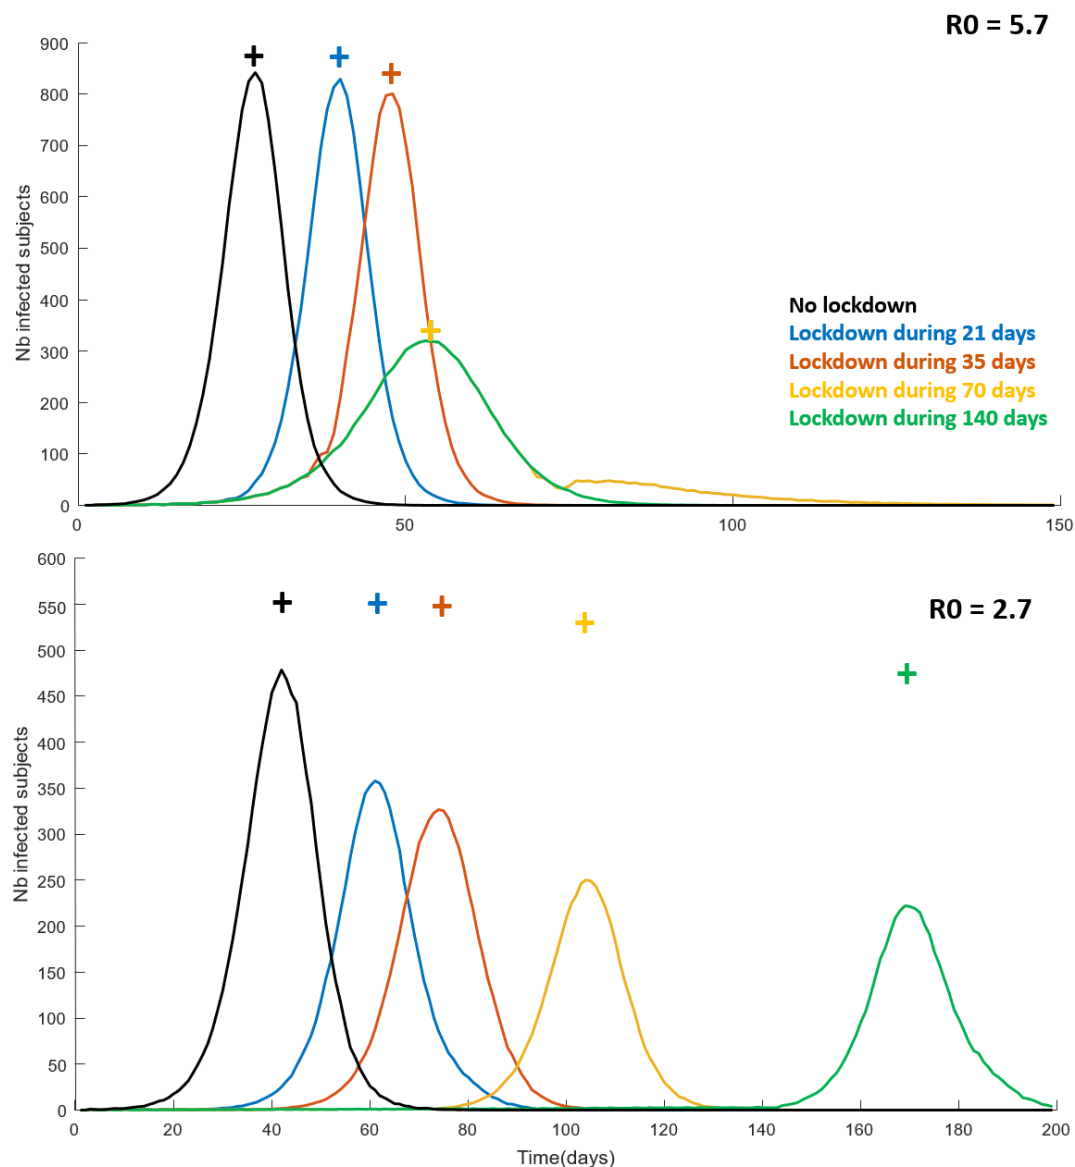 R0 = 5.7
900
800
700
600
500
400
300
200
100
0
Nb infected subjects
No lockdown
Lockdown during 21 days
Lockdown during 35 days
Lockdown during 70 days
Lockdown during 140 days
0 50 100 150
R0 = 2.7
600
550
500
450
400
350
300
250
200
150
100
50
0
Nb infected subjects
0 20 40 60 80 100 120 140 160 180 200
Time(days)